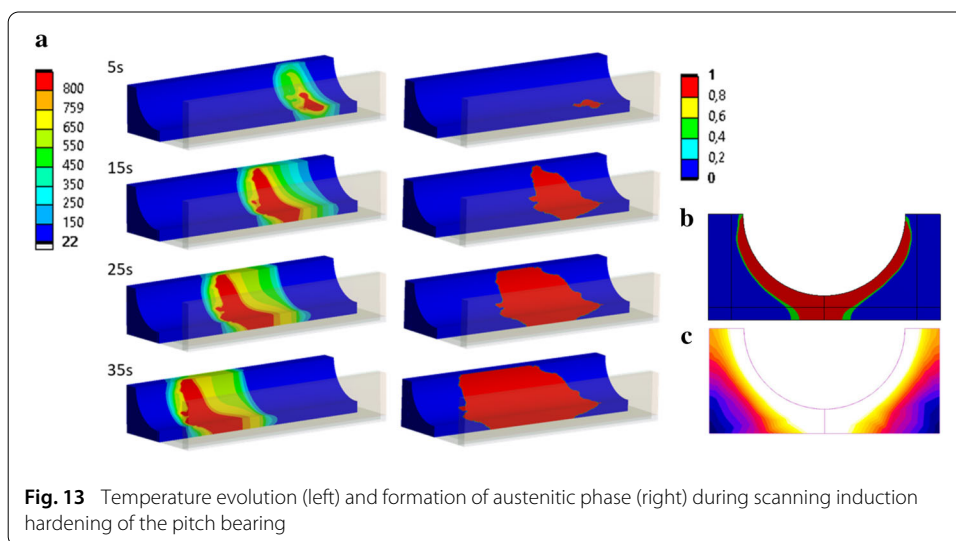 a
5s
800
759
650
550
450
350
250
150
22
15s
25s
35s
1
0,8
0,6
0,4
0,2
0
b
c
Fig. 13 Temperature evolution (left) and formation of austenitic phase (right) during scanning induction
hardening of the pitch bearing